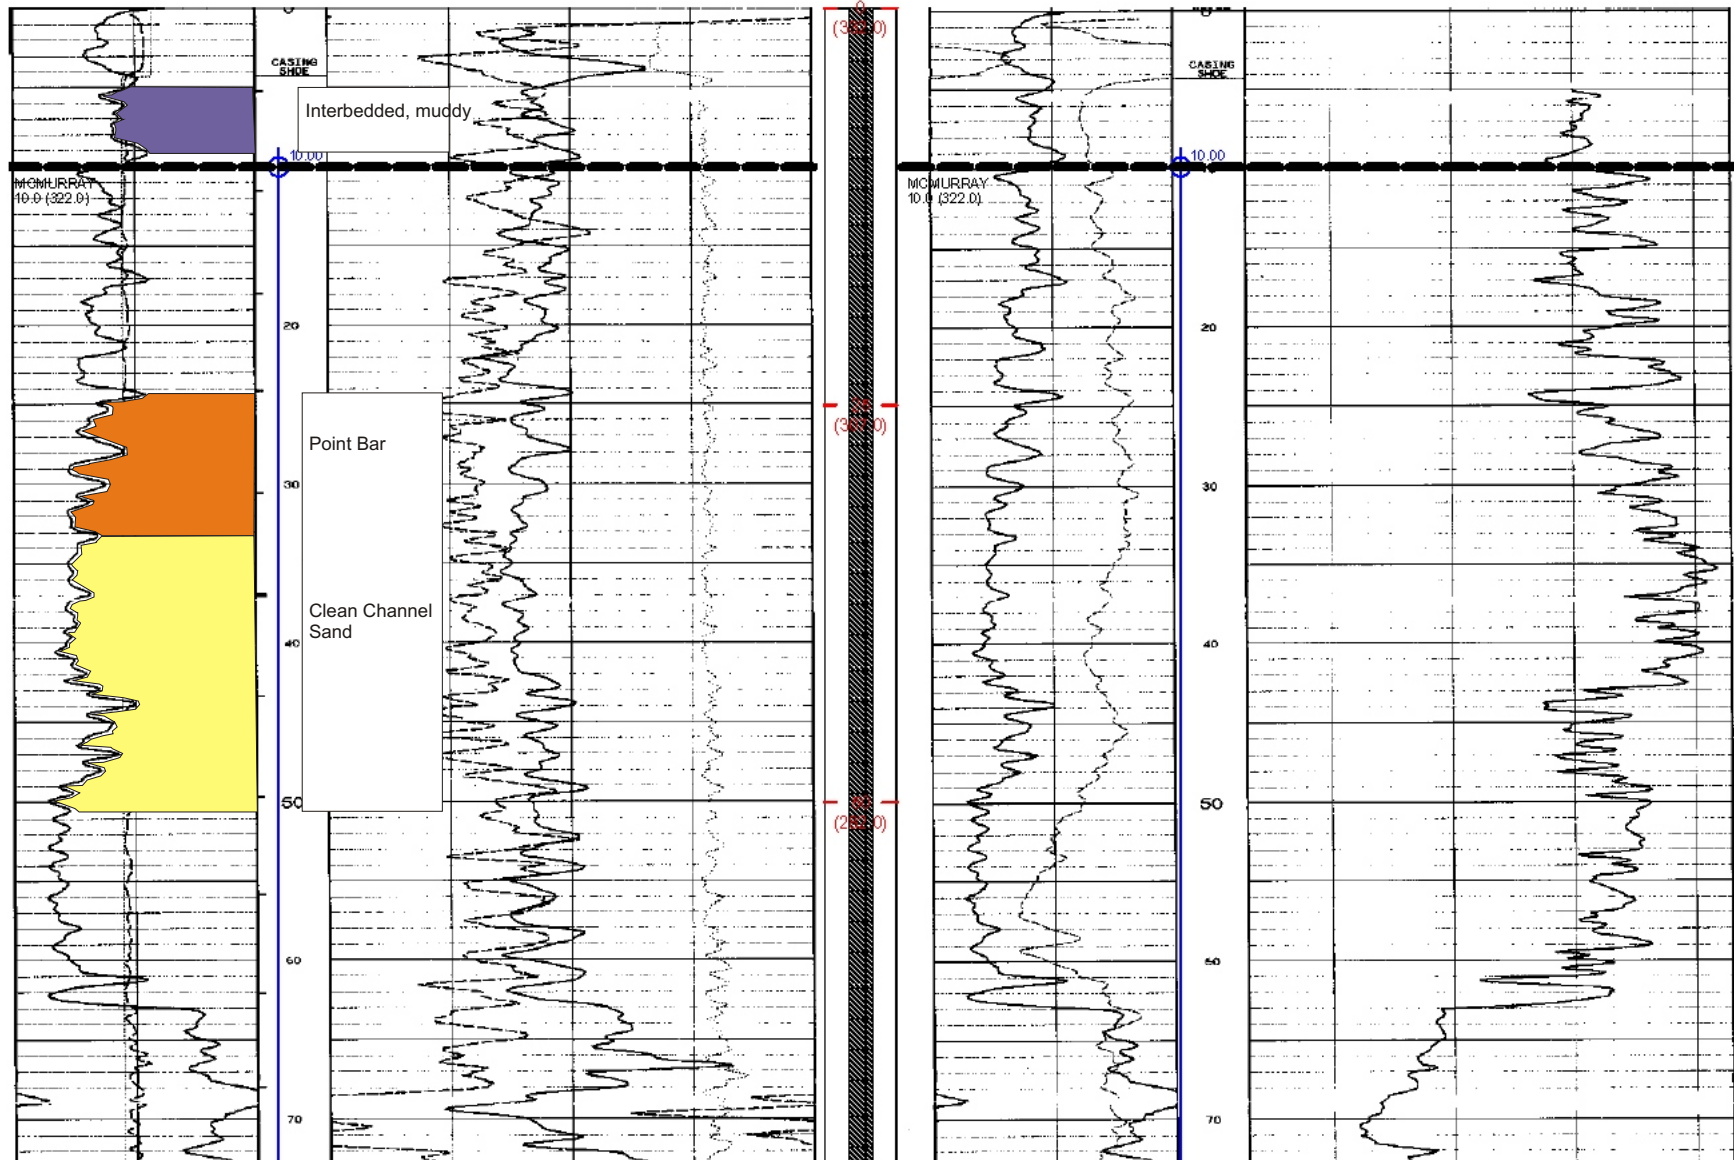 CASING
SHOE
Interbedded, muddy
10.00
MCMURRAY
10.0 (322.0)
20
Point Bar
30
Clean Channel
Sand
40
50
60
70
0
CASING
SHOE
10.00
MCMURRAY
10.0 (322.0)
20
30
40
50
60
70